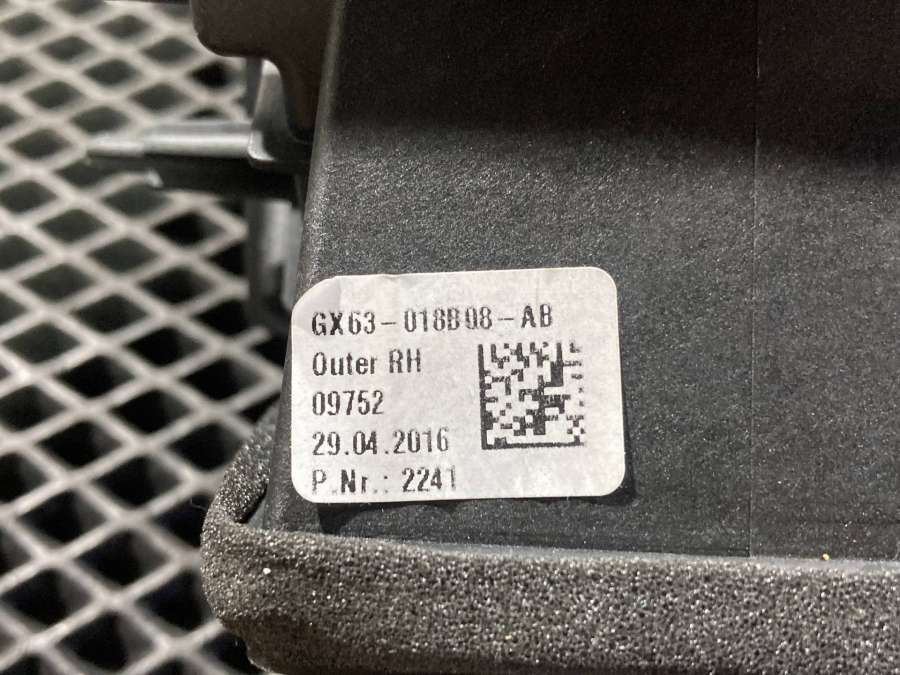 GX63-018B08-AB
Outer RH
09752
29.04.2016
P.Nr.: 2241